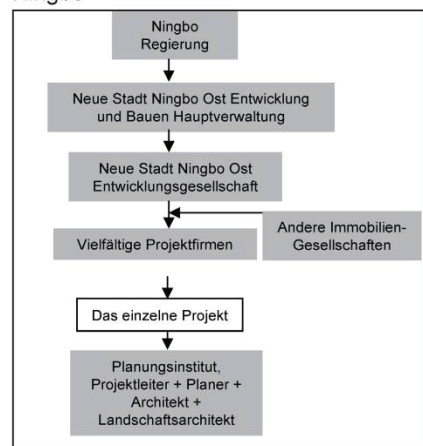 Ningbo
Regierung
Neue Stadt Ningbo Ost Entwicklung
und Bauen Hauptverwaltung
Neue Stadt Ningbo Ost
Entwicklungsgesellschaft
Andere Immobilien-
Gesellschaften
Vielfältige Projektfirmen
Das einzelne Projekt
Planungsinstitut,
Projektleiter + Planer +
Architekt +
Landschaftsarchitekt